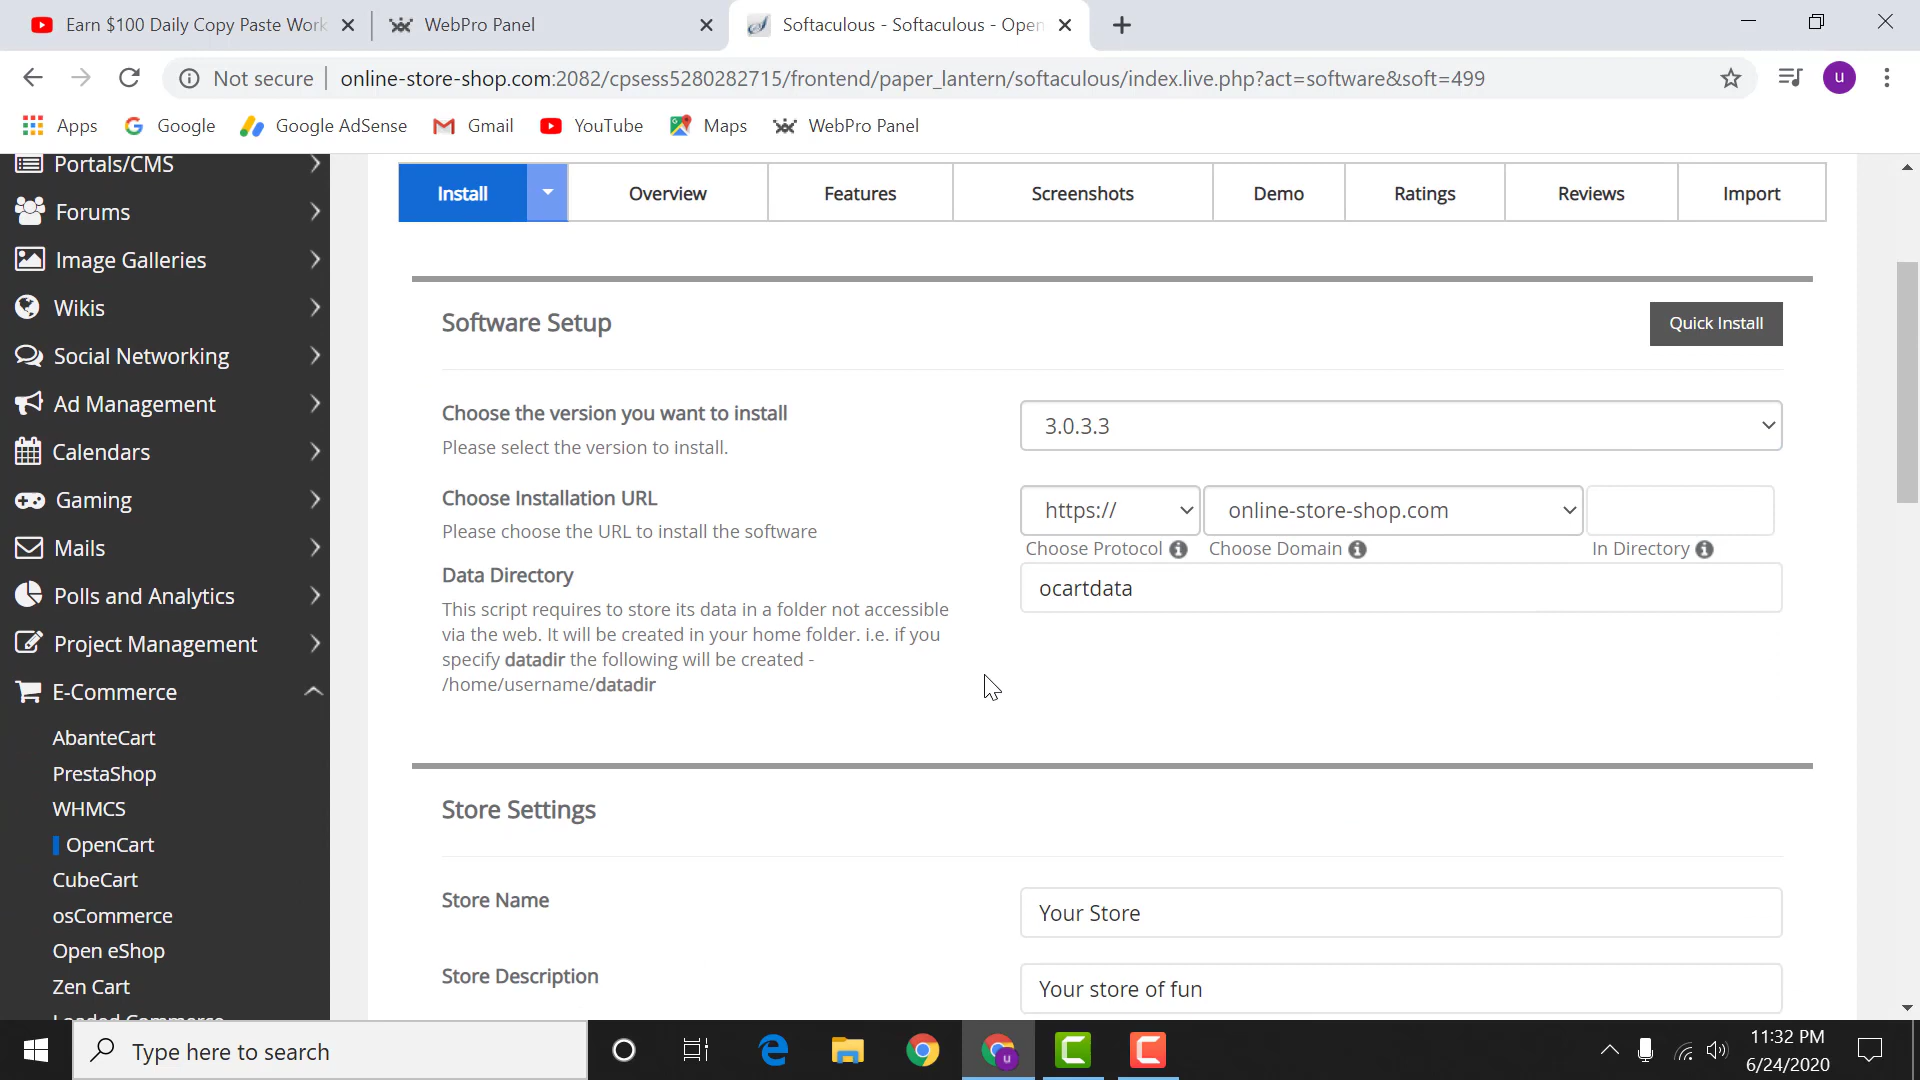 Earn $100 Daily Copy Paste Work
WebPro Panel
Softaculous - Softaculous - Open
Not secure
online-store-shop.com:2082/cpsess5280282715/frontend/paper_lantern/softaculous/index.live.php?act=software&soft=499
u
Apps
Google
Google AdSense
Gmail
YouTube
Maps
WebPro Panel
Portals/CMS
Forums
Image Galleries
Wikis
Social Networking
Ad Management
Calendars
Gaming
Mails
Polls and Analytics
Project Management
E-Commerce
AbanteCart
PrestaShop
WHMCS
OpenCart
CubeCart
osCommerce
Open eShop
Zen Cart
Loaded Commerce
Install
Overview
Features
Screenshots
Demo
Ratings
Reviews
Import
Software Setup
Quick Install
Choose the version you want to install
Please select the version to install.
3.0.3.3
Choose Installation URL
Please choose the URL to install the software
https://
online-store-shop.com
Choose Protocol
Choose Domain
In Directory
Data Directory
This script requires to store its data in a folder not accessible
via the web. It will be created in your home folder. i.e. if you
specify datadir the following will be created -
/home/username/datadir
ocartdata
Store Settings
Store Name
Your Store
Store Description
Your store of fun
Type here to search
u
11:32 PM
6/24/2020